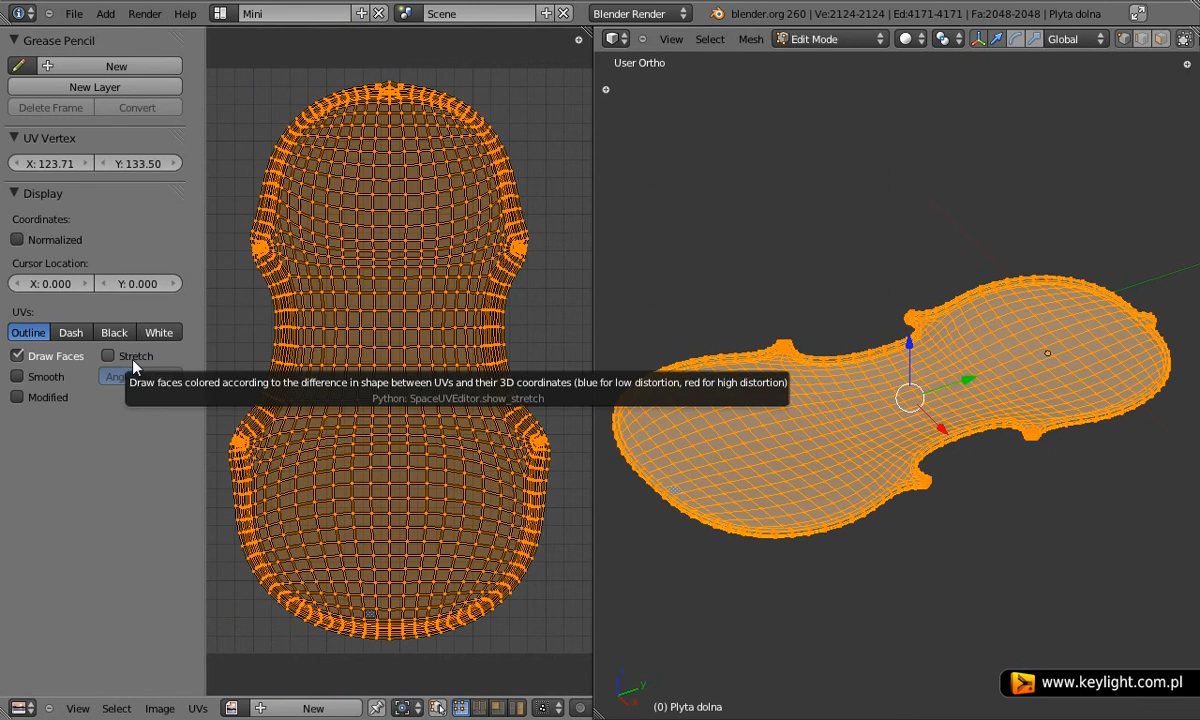 File Add Render Help Mini Scene Blender Render blender.org 260 | Ve:2124-2124 | Ed:4171-4171 | Fa:2048-2048 | Plyta dolna
Grease Pencil
New
New Layer
Delete Frame Convert
UV Vertex
X: 123.71 Y: 133.50
Display
Coordinates:
Normalized
Cursor Location:
X: 0.000 Y: 0.000
UVs:
Outline Dash Black White
Draw Faces Stretch
Smooth
Modified
Draw faces colored according to the difference in shape between UVs and their 3D coordinates (blue for low distortion, red for high distortion)
Python: SpaceUVEditor.show_stretch
View Select Image UVs New
View Select Mesh Edit Mode Global
User Ortho
y
(0) Plyta dolna
www.keylight.com.pl